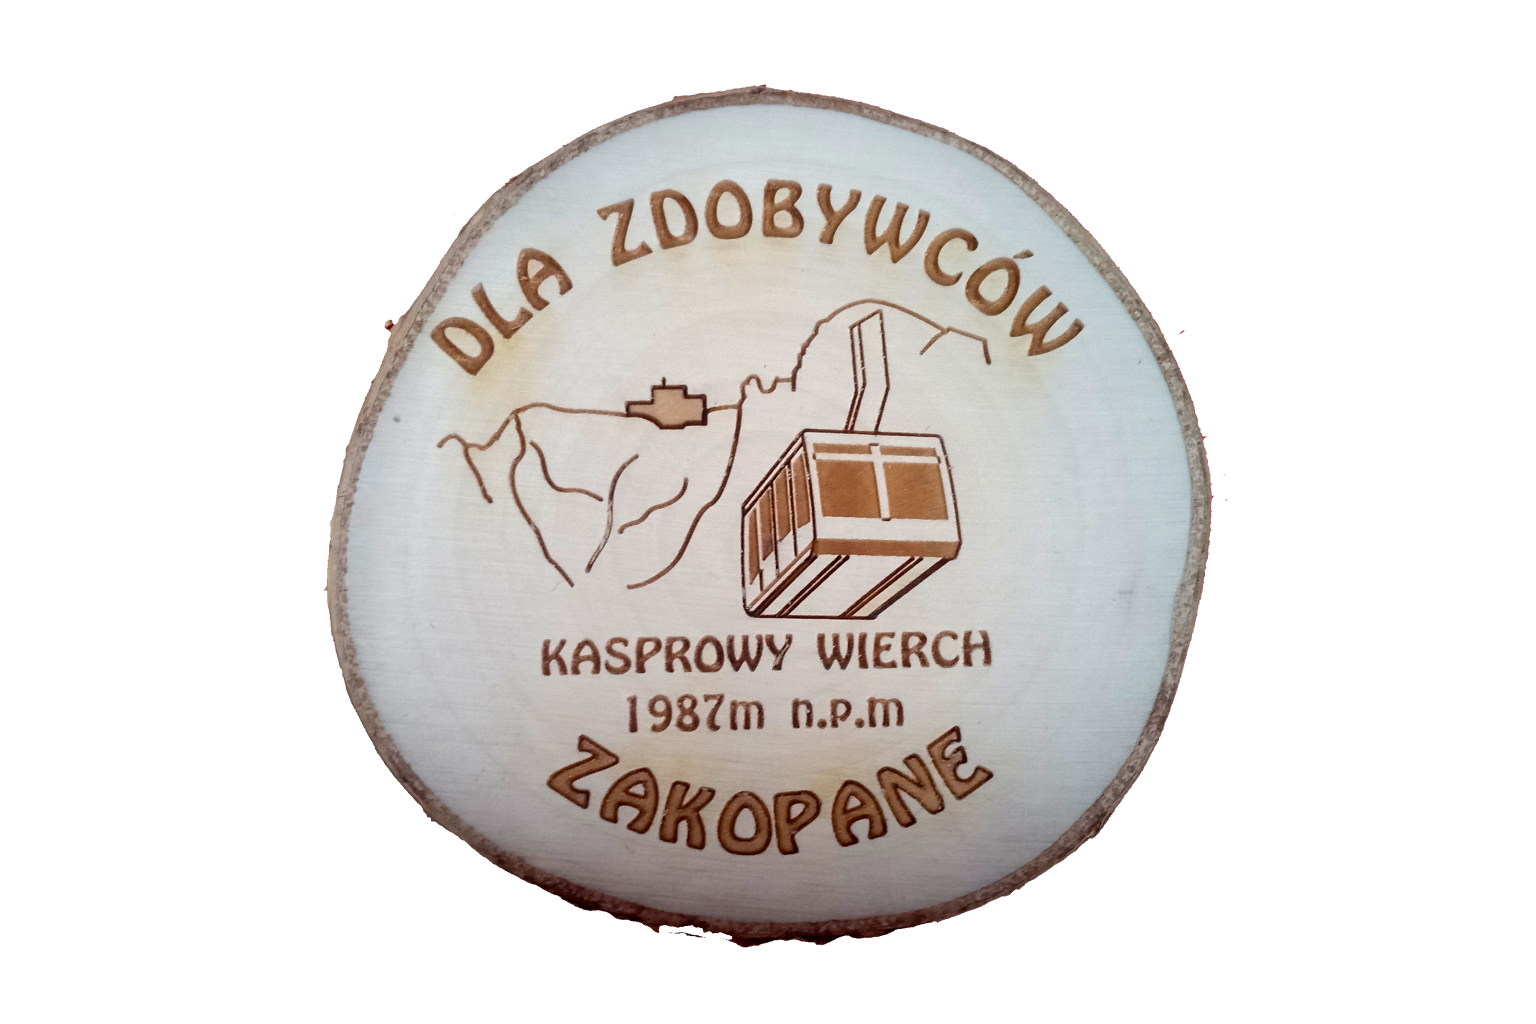 DLA ZDOBYWCÓW
KASPROWY WIERCH
1987m n.p.m
ZAKOPANE